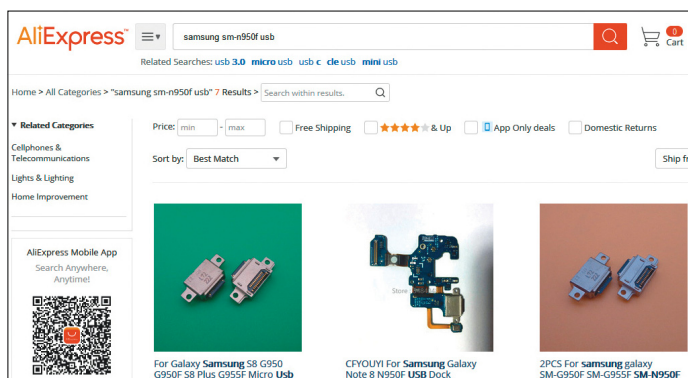 AliExpress™
samsung sm-n950f usb
0
Cart
Related Searches: usb 3.0 micro usb usb c cle usb mini usb
Home > All Categories > "samsung sm-n950f usb" 7 Results > Search within results.
Related Categories
Cellphones &
Telecommunications
Lights & Lighting
Home Improvement
Price: min - max Free Shipping & Up App Only deals Domestic Returns
Sort by: Best Match Ship fr
AliExpress Mobile App
Search Anywhere,
Anytime!
Store
For Galaxy Samsung S8 G950
G950F S8 Plus G955F Micro Usb
CFYOUYI For Samsung Galaxy
Note 8 N950F USB Dock
2PCS For samsung galaxy
SM-G950F SM-G955F SM-N950F